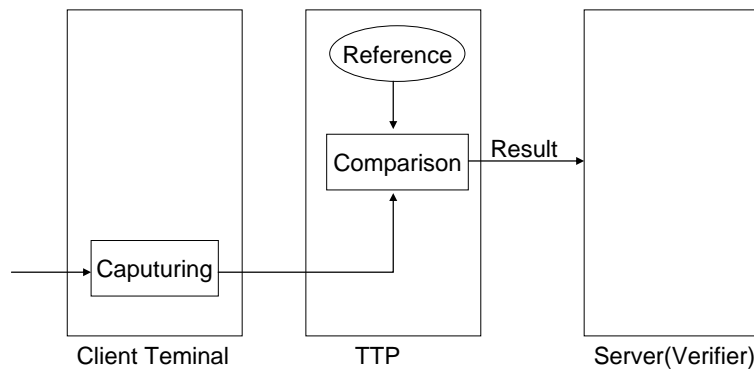 Reference
Comparison
Result
Caputuring
Client Teminal
TTP
Server(Verifier)